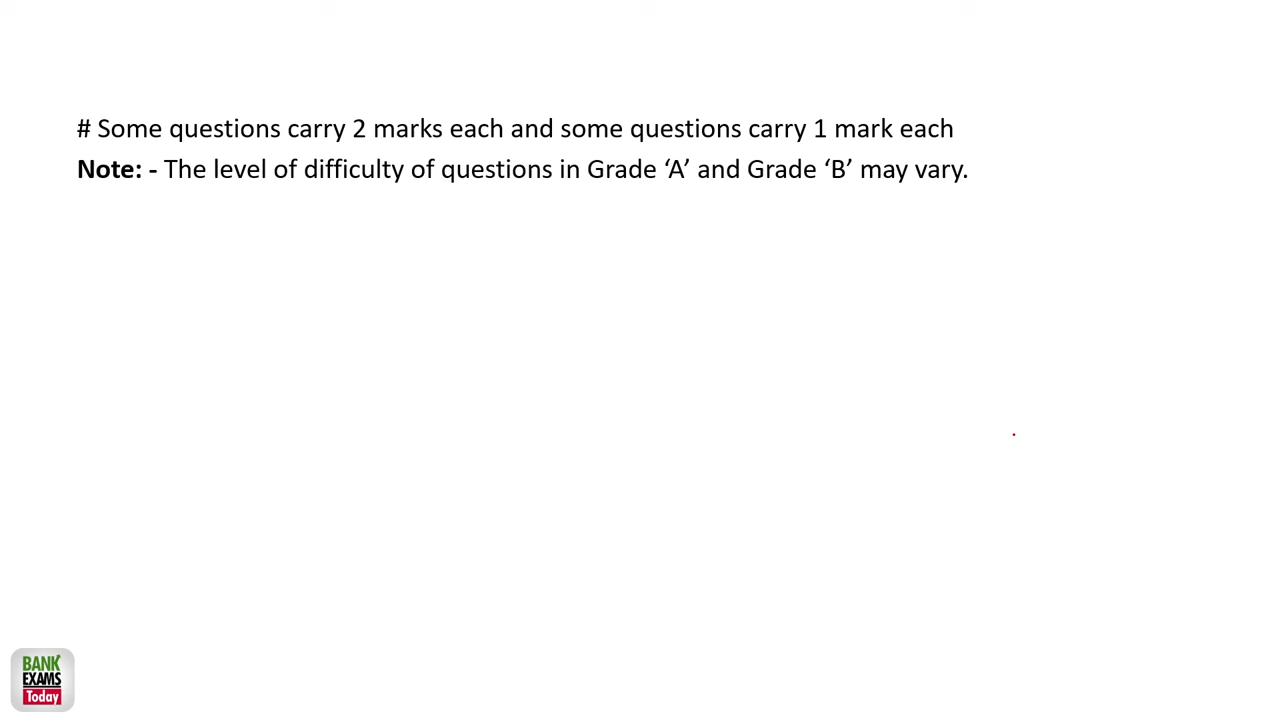 # Some questions carry 2 marks each and some questions carry 1 mark each
Note: - The level of difficulty of questions in Grade ‘A’ and Grade ‘B’ may vary.
BANK
EXAMS
Today